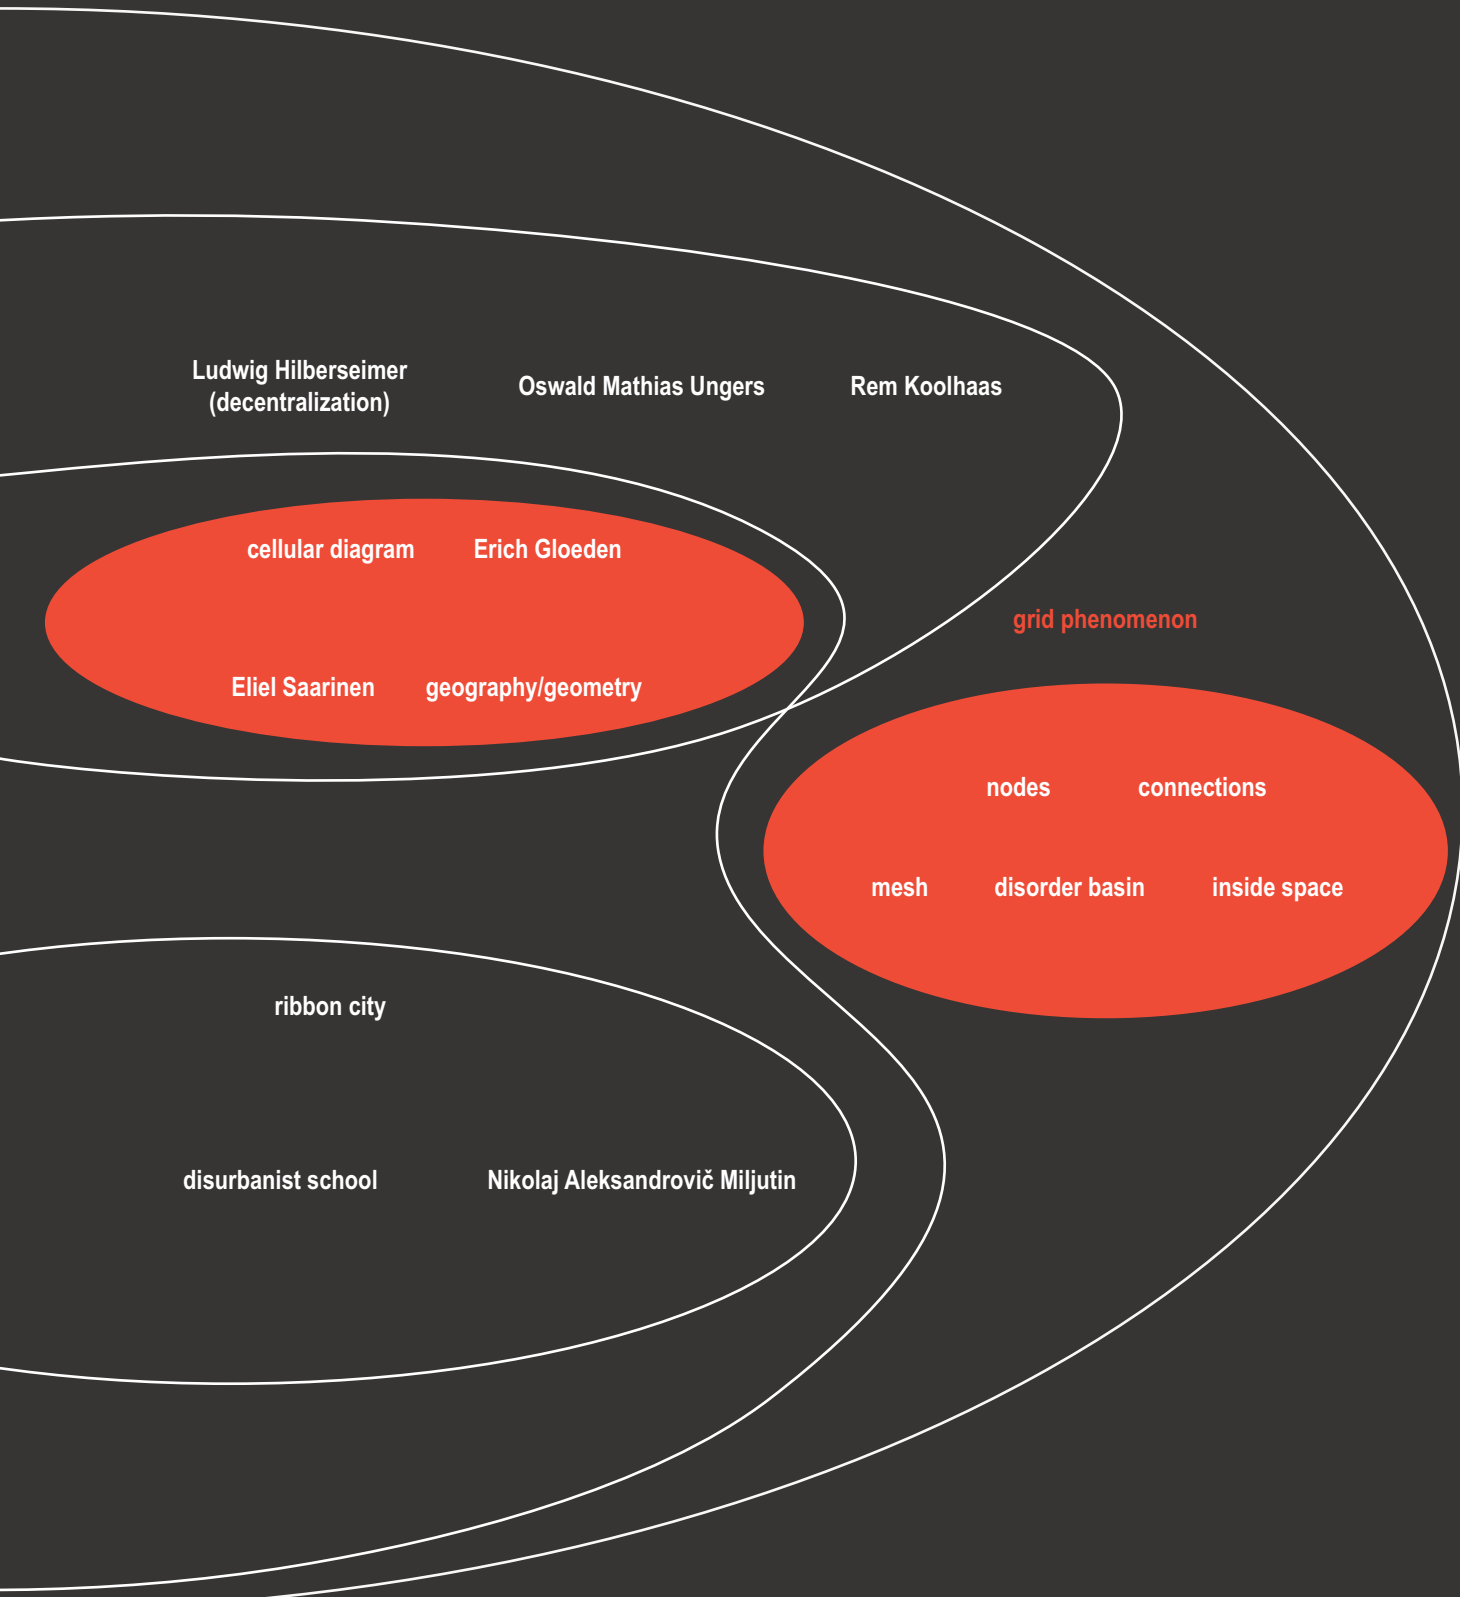 Ludwig Hilberseimer
(decentralization)
Oswald Mathias Ungers
Rem Koolhaas
cellular diagram
Erich Gloeden
Eliel Saarinen
geography/geometry
grid phenomenon
nodes
connections
mesh
disorder basin
inside space
ribbon city
disurbanist school
Nikolaj Aleksandrovič Miljutin